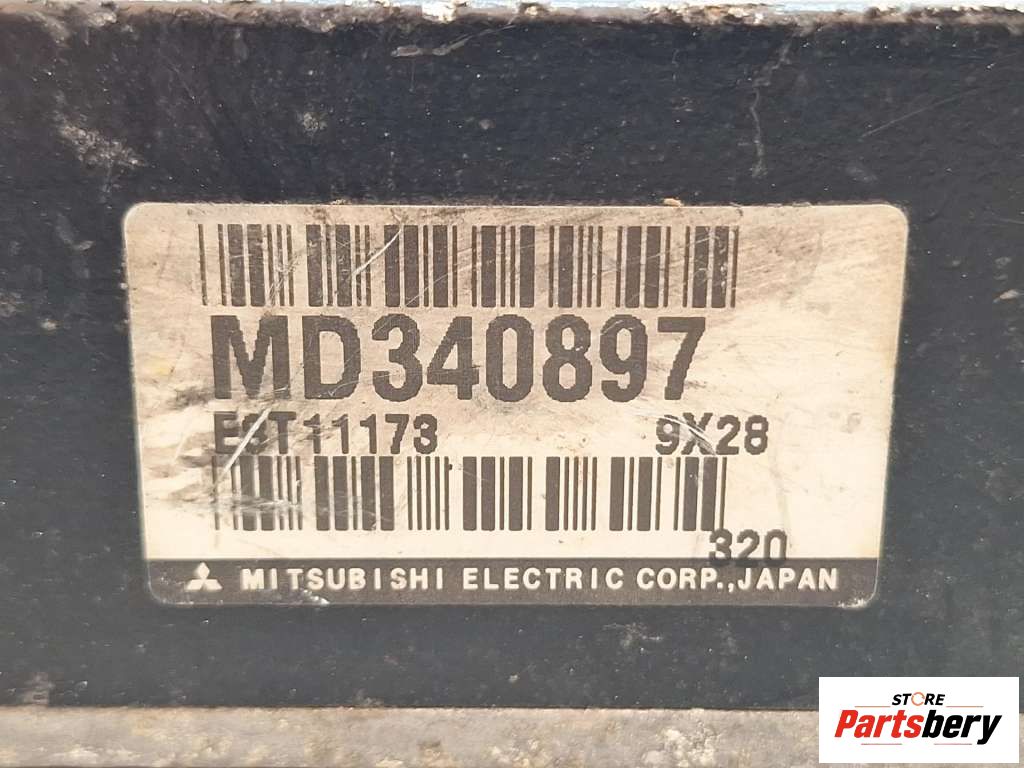 MD340897
E8T11173 9X28
320
MITSUBISHI ELECTRIC CORP.,JAPAN
STORE
Partsbery